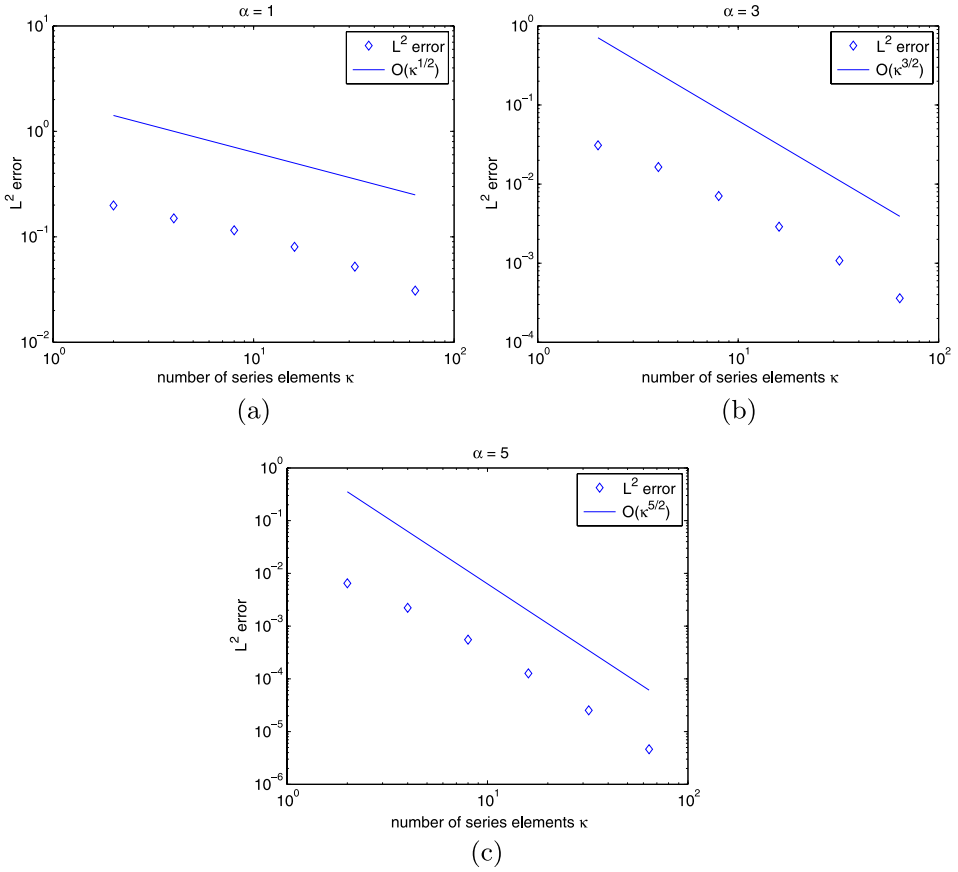 α = 1
10¹
10⁰
10⁻¹
10⁻²
L² error
10⁰
10¹
10²
number of series elements κ
L² error
O(κ^{1/2})
(a)
α = 3
10⁰
10⁻¹
10⁻²
10⁻³
10⁻⁴
L² error
10⁰
10¹
10²
number of series elements κ
L² error
O(κ^{3/2})
(b)
α = 5
10⁰
10⁻¹
10⁻²
10⁻³
10⁻⁴
10⁻⁵
10⁻⁶
L² error
10⁰
10¹
10²
number of series elements κ
L² error
O(κ^{5/2})
(c)